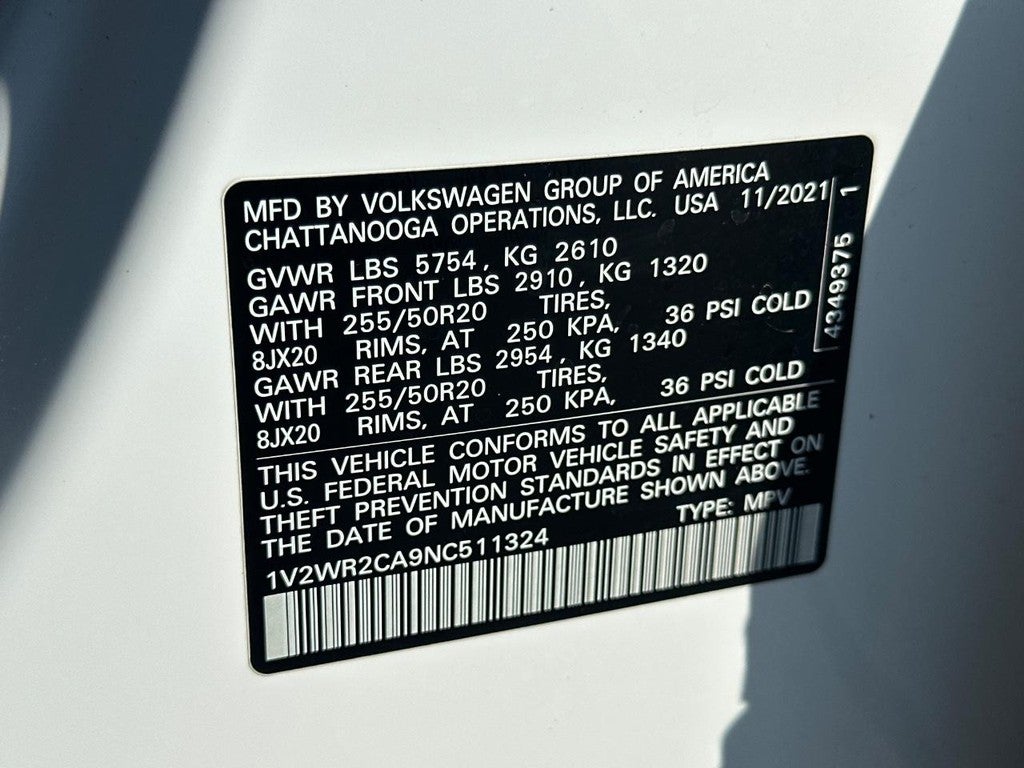 MFD BY VOLKSWAGEN GROUP OF AMERICA
CHATTANOOGA OPERATIONS, LLC. USA 11/2021
GVWR LBS 5754, KG 2610
GAWR FRONT LBS 2910, KG 1320
WITH 255/50R20 TIRES,
8JX20 RIMS, AT 250 KPA, 36 PSI COLD
GAWR REAR LBS 2954, KG 1340
WITH 255/50R20 TIRES,
8JX20 RIMS, AT 250 KPA, 36 PSI COLD
THIS VEHICLE CONFORMS TO ALL APPLICABLE
U.S. FEDERAL MOTOR VEHICLE SAFETY AND
THEFT PREVENTION STANDARDS IN EFFECT ON
THE DATE OF MANUFACTURE SHOWN ABOVE.
1V2WR2CA9NC511324 TYPE: MPV
4349375 1